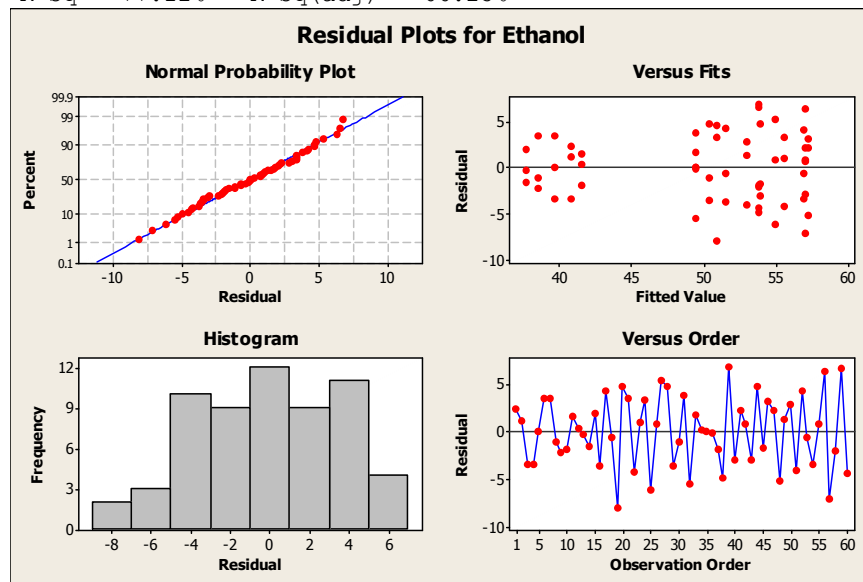 Residual Plots for Ethanol
Normal Probability Plot
99.9
99
90
50
10
1
0.1
Percent
-10 -5 0 5 10
Residual
Versus Fits
5
0
-5
-10
Residual
40 45 50 55 60
Fitted Value
Histogram
12
9
6
3
0
Frequency
-8 -6 -4 -2 0 2 4 6
Residual
Versus Order
5
0
-5
-10
Residual
1 5 10 15 20 25 30 35 40 45 50 55 60
Observation Order